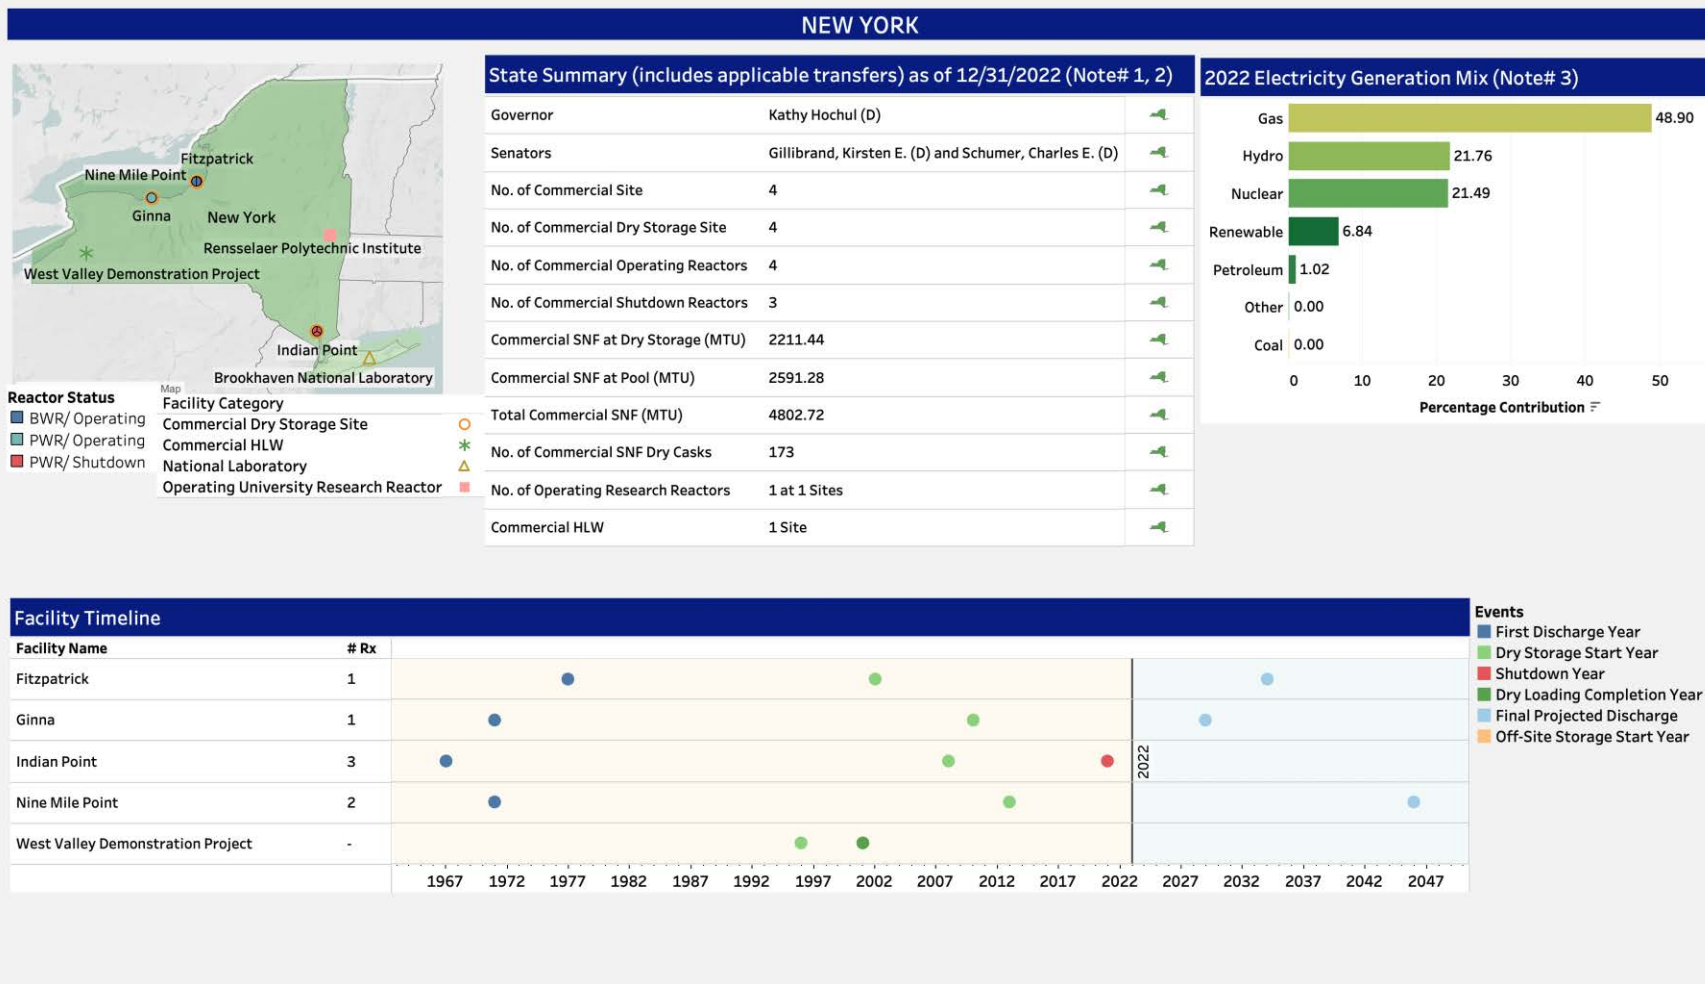 NEW YORK
Fitzpatrick
Nine Mile Point
Ginna
New York
Rensselaer Polytechnic Institute
West Valley Demonstration Project
Indian Point
Brookhaven National Laboratory
Reactor Status
BWR/ Operating
PWR/ Operating
PWR/ Shutdown
Map
Facility Category
Commercial Dry Storage Site
Commercial HLW
National Laboratory
Operating University Research Reactor
State Summary (includes applicable transfers) as of 12/31/2022 (Note# 1, 2)
Governor Kathy Hochul (D)
Senators Gillibrand, Kirsten E. (D) and Schumer, Charles E. (D)
No. of Commercial Site 4
No. of Commercial Dry Storage Site 4
No. of Commercial Operating Reactors 4
No. of Commercial Shutdown Reactors 3
Commercial SNF at Dry Storage (MTU) 2211.44
Commercial SNF at Pool (MTU) 2591.28
Total Commercial SNF (MTU) 4802.72
No. of Commercial SNF Dry Casks 173
No. of Operating Research Reactors 1 at 1 Sites
Commercial HLW 1 Site
2022 Electricity Generation Mix (Note# 3)
Gas 48.90
Hydro 21.76
Nuclear 21.49
Renewable 6.84
Petroleum 1.02
Other 0.00
Coal 0.00
0 10 20 30 40 50
Percentage Contribution
Facility Timeline
Facility Name # Rx
Fitzpatrick 1
Ginna 1
Indian Point 3
Nine Mile Point 2
West Valley Demonstration Project -
2022
1967 1972 1977 1982 1987 1992 1997 2002 2007 2012 2017 2022 2027 2032 2037 2042 2047
Events
First Discharge Year
Dry Storage Start Year
Shutdown Year
Dry Loading Completion Year
Final Projected Discharge
Off-Site Storage Start Year